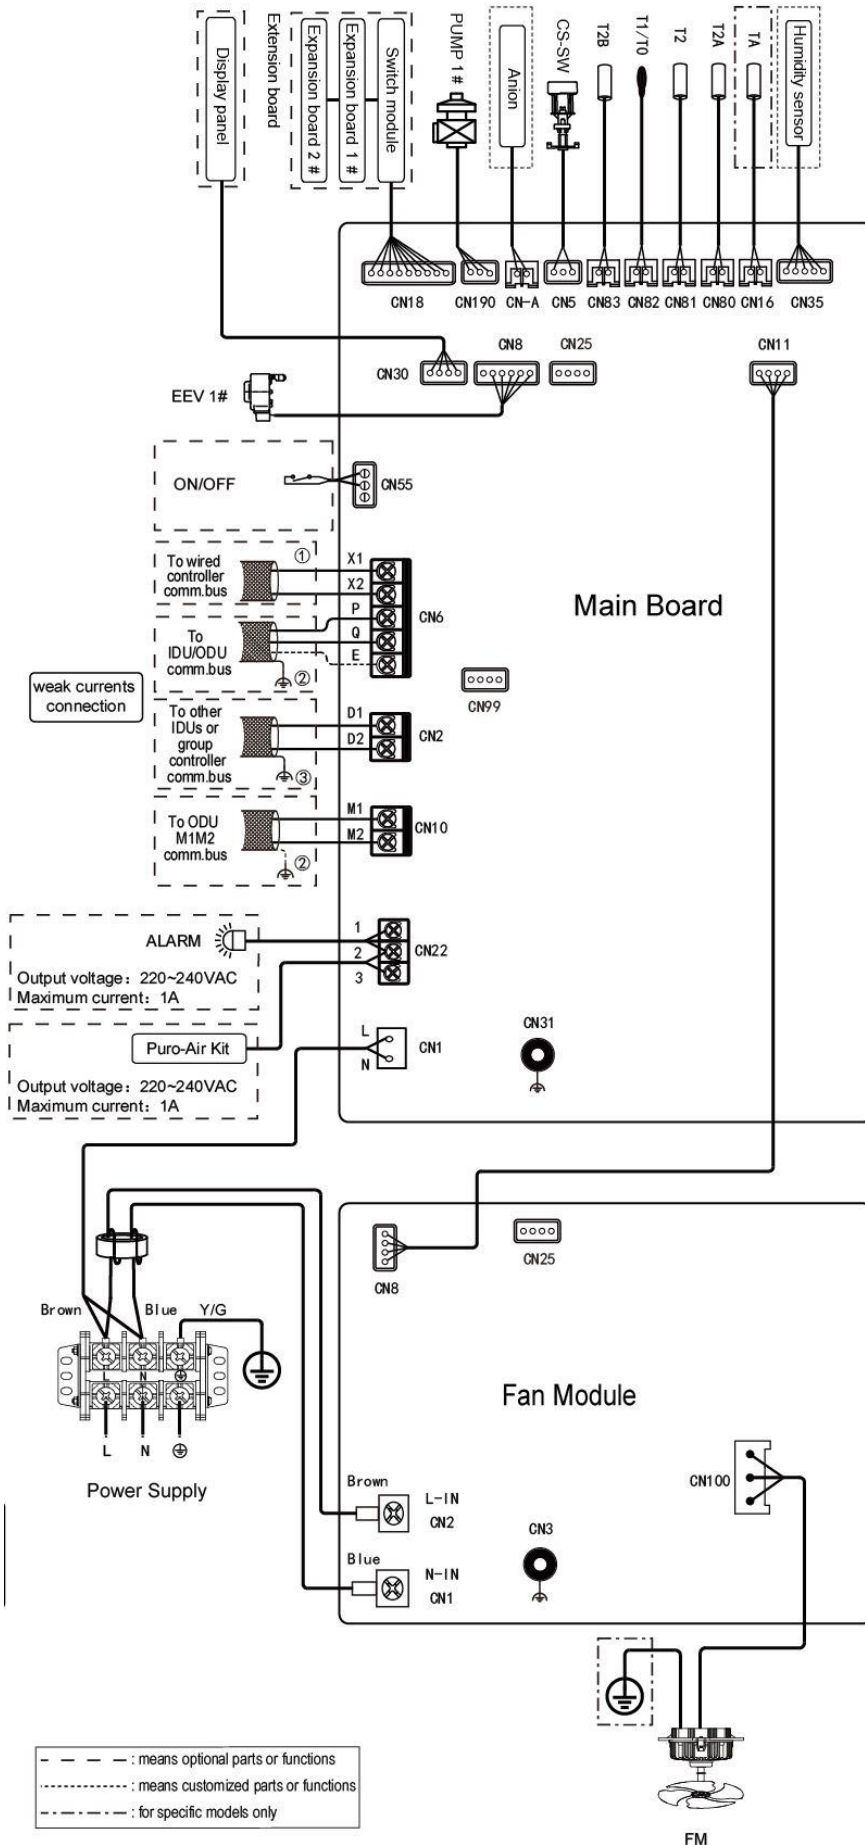 Display panel
Extension board
Expansion board 2 #
Expansion board 1 #
Switch module
PUMP 1 #
Anion
CS-SW
T2B
T1/T0
T2
T2A
TA
Humidity sensor
CN18
CN190
CN-A
CN5
CN83
CN82
CN81
CN80
CN16
CN35
CN30
CN8
CN25
CN11
EEV 1#
ON/OFF
CN55
To wired
controller
comm.bus
①
X1
X2
P
Q
E
CN6
To
IDU/ODU
comm.bus
②
Main Board
CN99
weak currents
connection
To other
IDUs or
group
controller
comm.bus
③
D1
D2
CN2
To ODU
M1M2
comm.bus
②
M1
M2
CN10
ALARM
Output voltage: 220~240VAC
Maximum current: 1A
1
2
3
CN22
Puro-Air Kit
Output voltage: 220~240VAC
Maximum current: 1A
L
N
CN1
CN31
CN8
CN25
Brown
Blue
Y/G
L
N
L
N
Power Supply
Fan Module
Brown
L-IN
CN2
Blue
N-IN
CN1
CN3
CN100
FM
: means optional parts or functions
: means customized parts or functions
: for specific models only